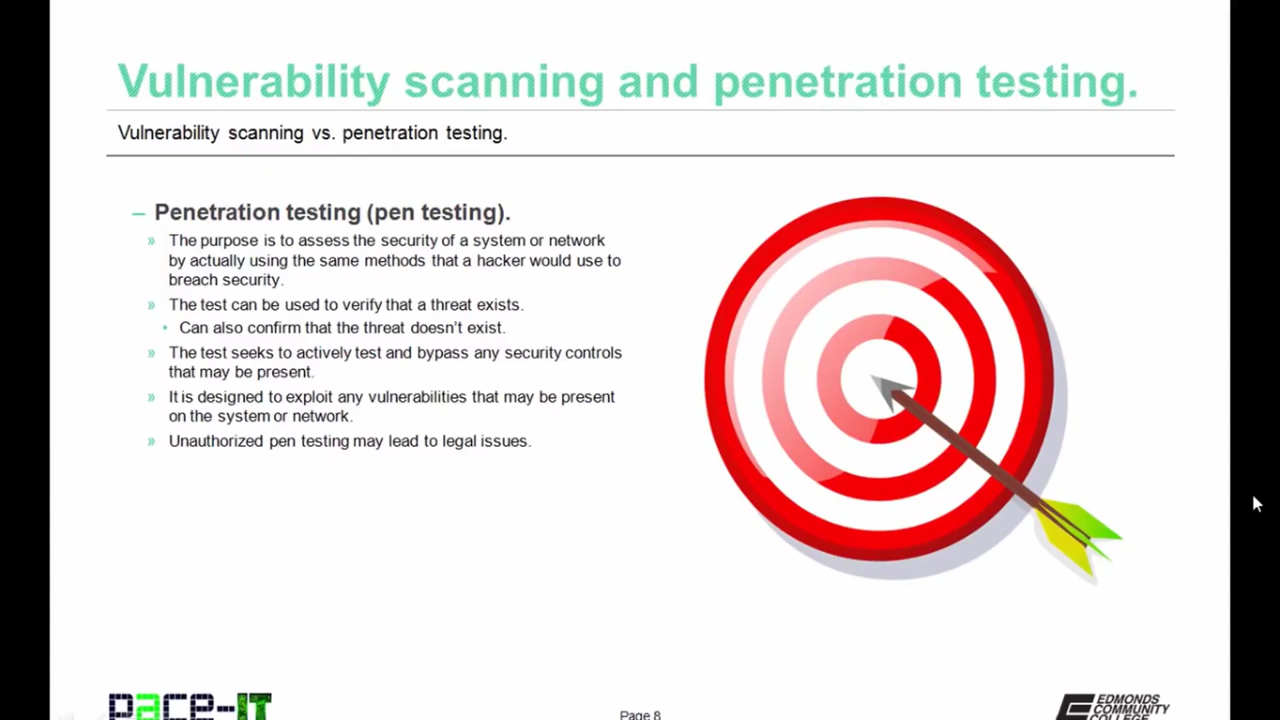 Vulnerability scanning and penetration testing.
Vulnerability scanning vs. penetration testing.
– Penetration testing (pen testing).
» The purpose is to assess the security of a system or network
by actually using the same methods that a hacker would use to
breach security.
» The test can be used to verify that a threat exists.
• Can also confirm that the threat doesn't exist.
» The test seeks to actively test and bypass any security controls
that may be present.
» It is designed to exploit any vulnerabilities that may be present
on the system or network.
» Unauthorized pen testing may lead to legal issues.
pace-IT
Page 8
EDMONDS
COMMUNITY
COLLEGE